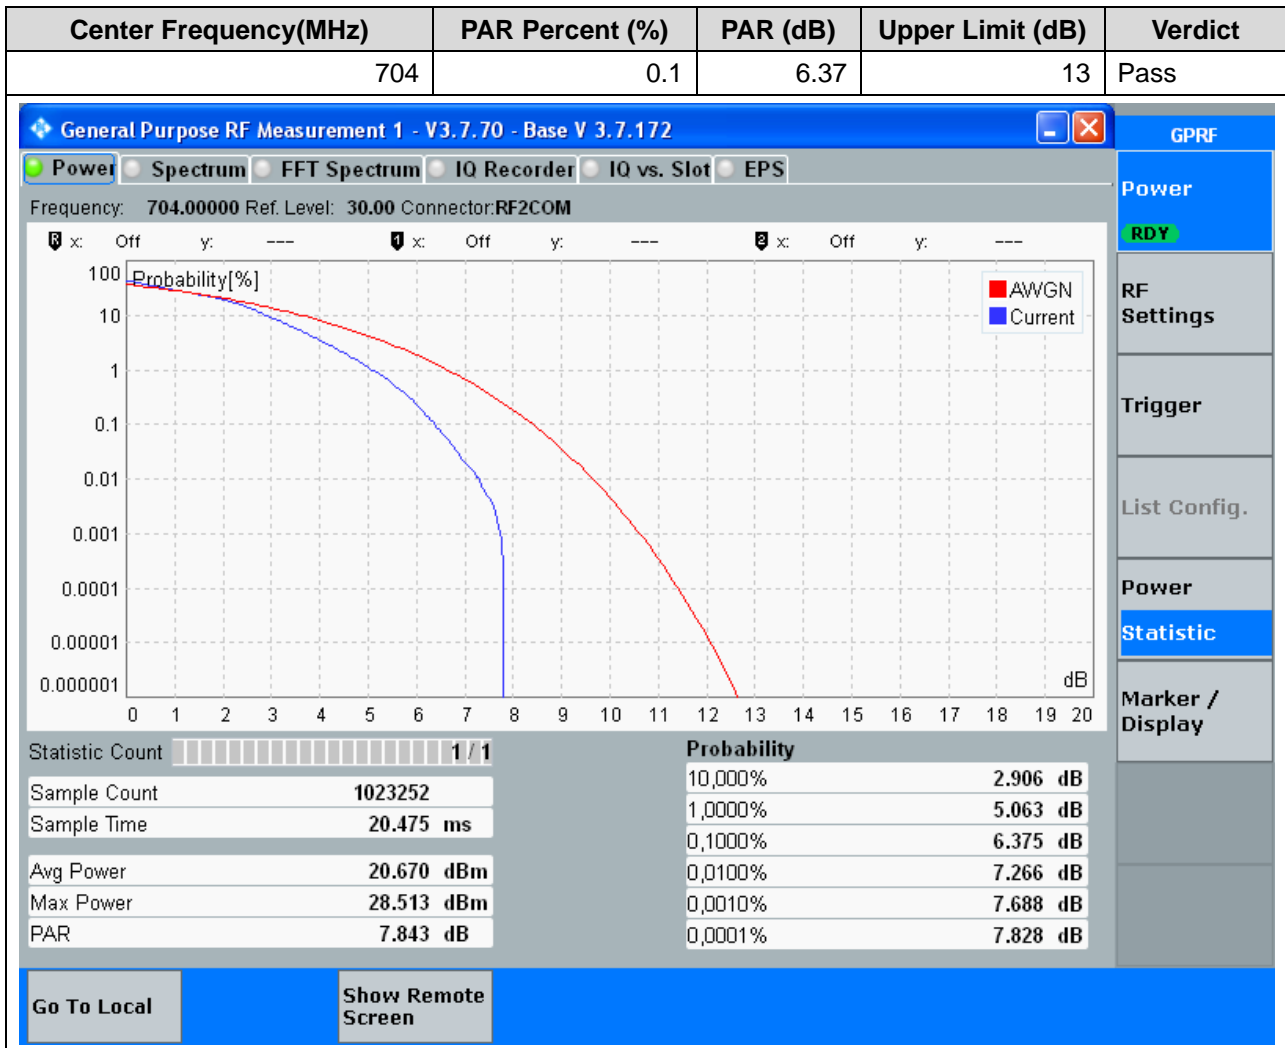 Center Frequency(MHz) PAR Percent (%) PAR (dB) Upper Limit (dB) Verdict
704 0.1 6.37 13 Pass
General Purpose RF Measurement 1 - V3.7.70 - Base V 3.7.172
GPRF
Power Spectrum FFT Spectrum IQ Recorder IQ vs. Slot EPS
Power
RDY
Frequency: 704.00000 Ref. Level: 30.00 Connector:RF2COM
R x: Off y: --- 1 x: Off y: --- 2 x: Off y: ---
Probability[%]
AWGN
Current
100
10
1
0.1
0.01
0.001
0.0001
0.00001
0.000001
dB
0 1 2 3 4 5 6 7 8 9 10 11 12 13 14 15 16 17 18 19 20
RF
Settings
Trigger
List Config.
Power
Statistic
Marker /
Display
Statistic Count 1 / 1
Sample Count 1023252
Sample Time 20.475 ms
Avg Power 20.670 dBm
Max Power 28.513 dBm
PAR 7.843 dB
Probability
10,000% 2.906 dB
1,0000% 5.063 dB
0,1000% 6.375 dB
0,0100% 7.266 dB
0,0010% 7.688 dB
0,0001% 7.828 dB
Go To Local
Show Remote
Screen